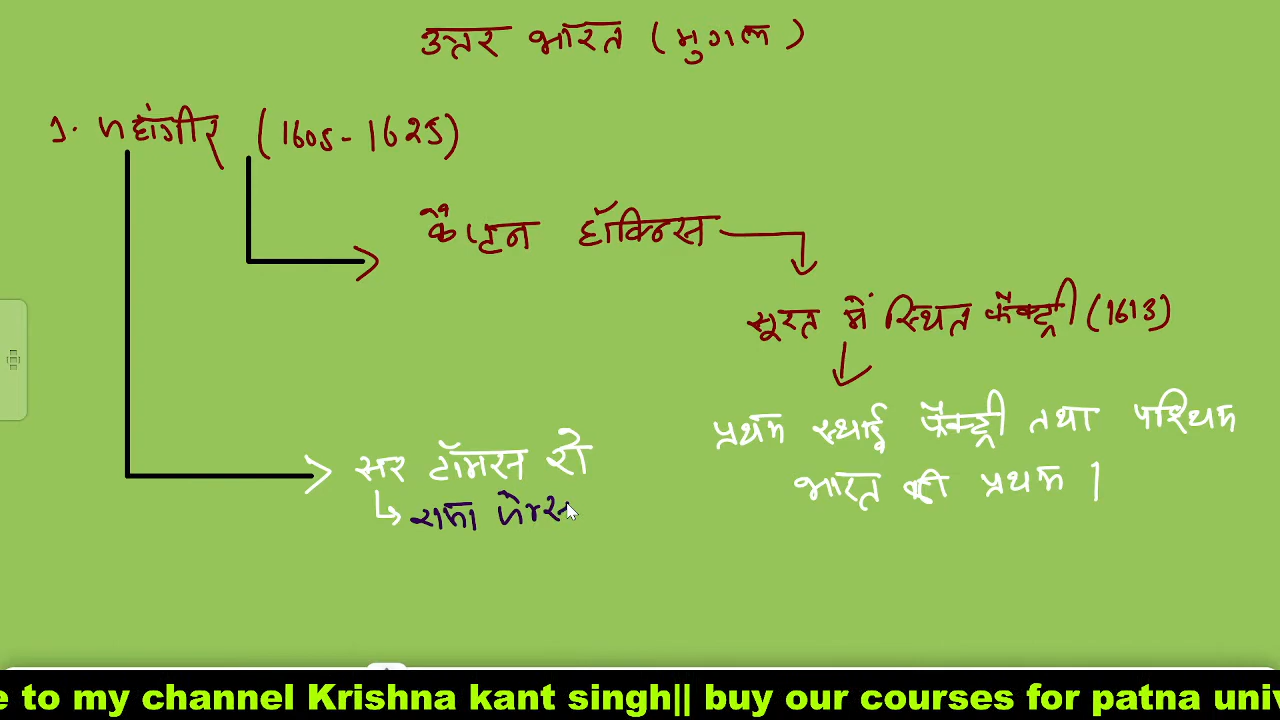 उत्तर भारत (मुगल)
1. जहांगीर (1605-1625)
कैप्टन हॉकिन्स
सूरत में स्थित फैक्ट्री (1613)
प्रथम स्थाई फैक्ट्री तथा पश्चिम
भारत की प्रथम।
सर टॉमस रो
राजा जेम्स
e to my channel Krishna kant singh|| buy our courses for patna univ